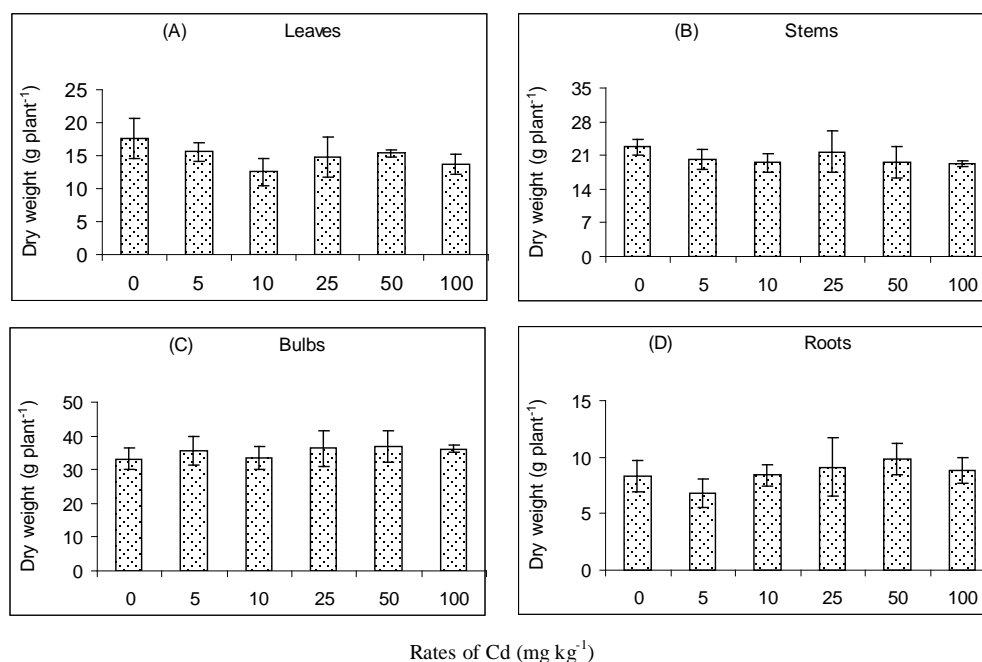 (A) Leaves
Dry weight (g plant⁻¹)
25
20
15
10
5
0
0 5 10 25 50 100
(B) Stems
Dry weight (g plant⁻¹)
35
28
21
14
7
0
0 5 10 25 50 100
(C) Bulbs
Dry weight (g plant⁻¹)
50
40
30
20
10
0
0 5 10 25 50 100
(D) Roots
Dry weight (g plant⁻¹)
15
10
5
0
0 5 10 25 50 100
Rates of Cd (mg kg⁻¹)